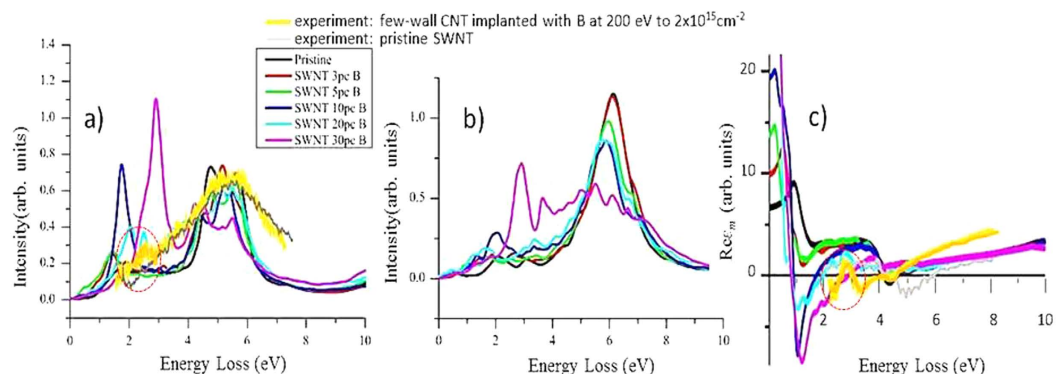 experiment: few-wall CNT implanted with B at 200 eV to 2x10¹⁵cm⁻²
experiment: pristine SWNT
Pristine
SWNT 3pc B
SWNT 5pc B
SWNT 10pc B
SWNT 20pc B
SWNT 30pc B
a)
Intensity(arb. units)
1.4
1.2
1.0
0.8
0.6
0.4
0.2
0.0
0
2
4
6
8
10
Energy Loss (eV)
b)
Intensity(arb. units)
1.0
0.5
0.0
0
2
4
6
8
10
Energy Loss (eV)
c)
Reεₘ (arb. units)
20
10
0
2
4
6
8
10
Energy Loss (eV)